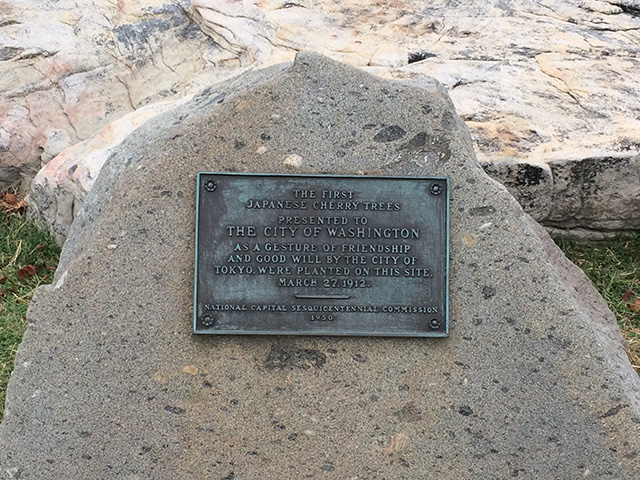 THE FIRST
JAPANESE CHERRY TREES
PRESENTED TO
THE CITY OF WASHINGTON
AS A GESTURE OF FRIENDSHIP
AND GOOD WILL BY THE CITY OF
TOKYO, WERE PLANTED ON THIS SITE,
MARCH 27, 1912.
NATIONAL CAPITAL SESQUICENTENNIAL COMMISSION
1950